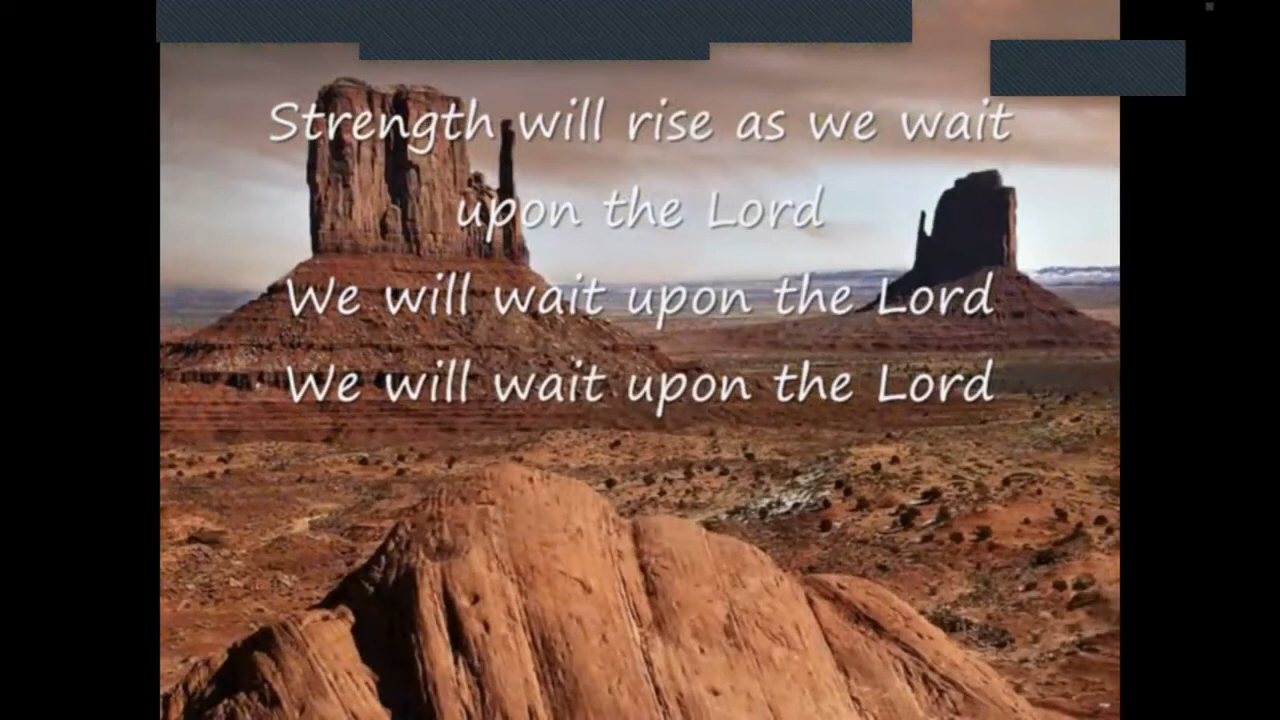 Strength will rise as we wait
upon the Lord
We will wait upon the Lord
We will wait upon the Lord